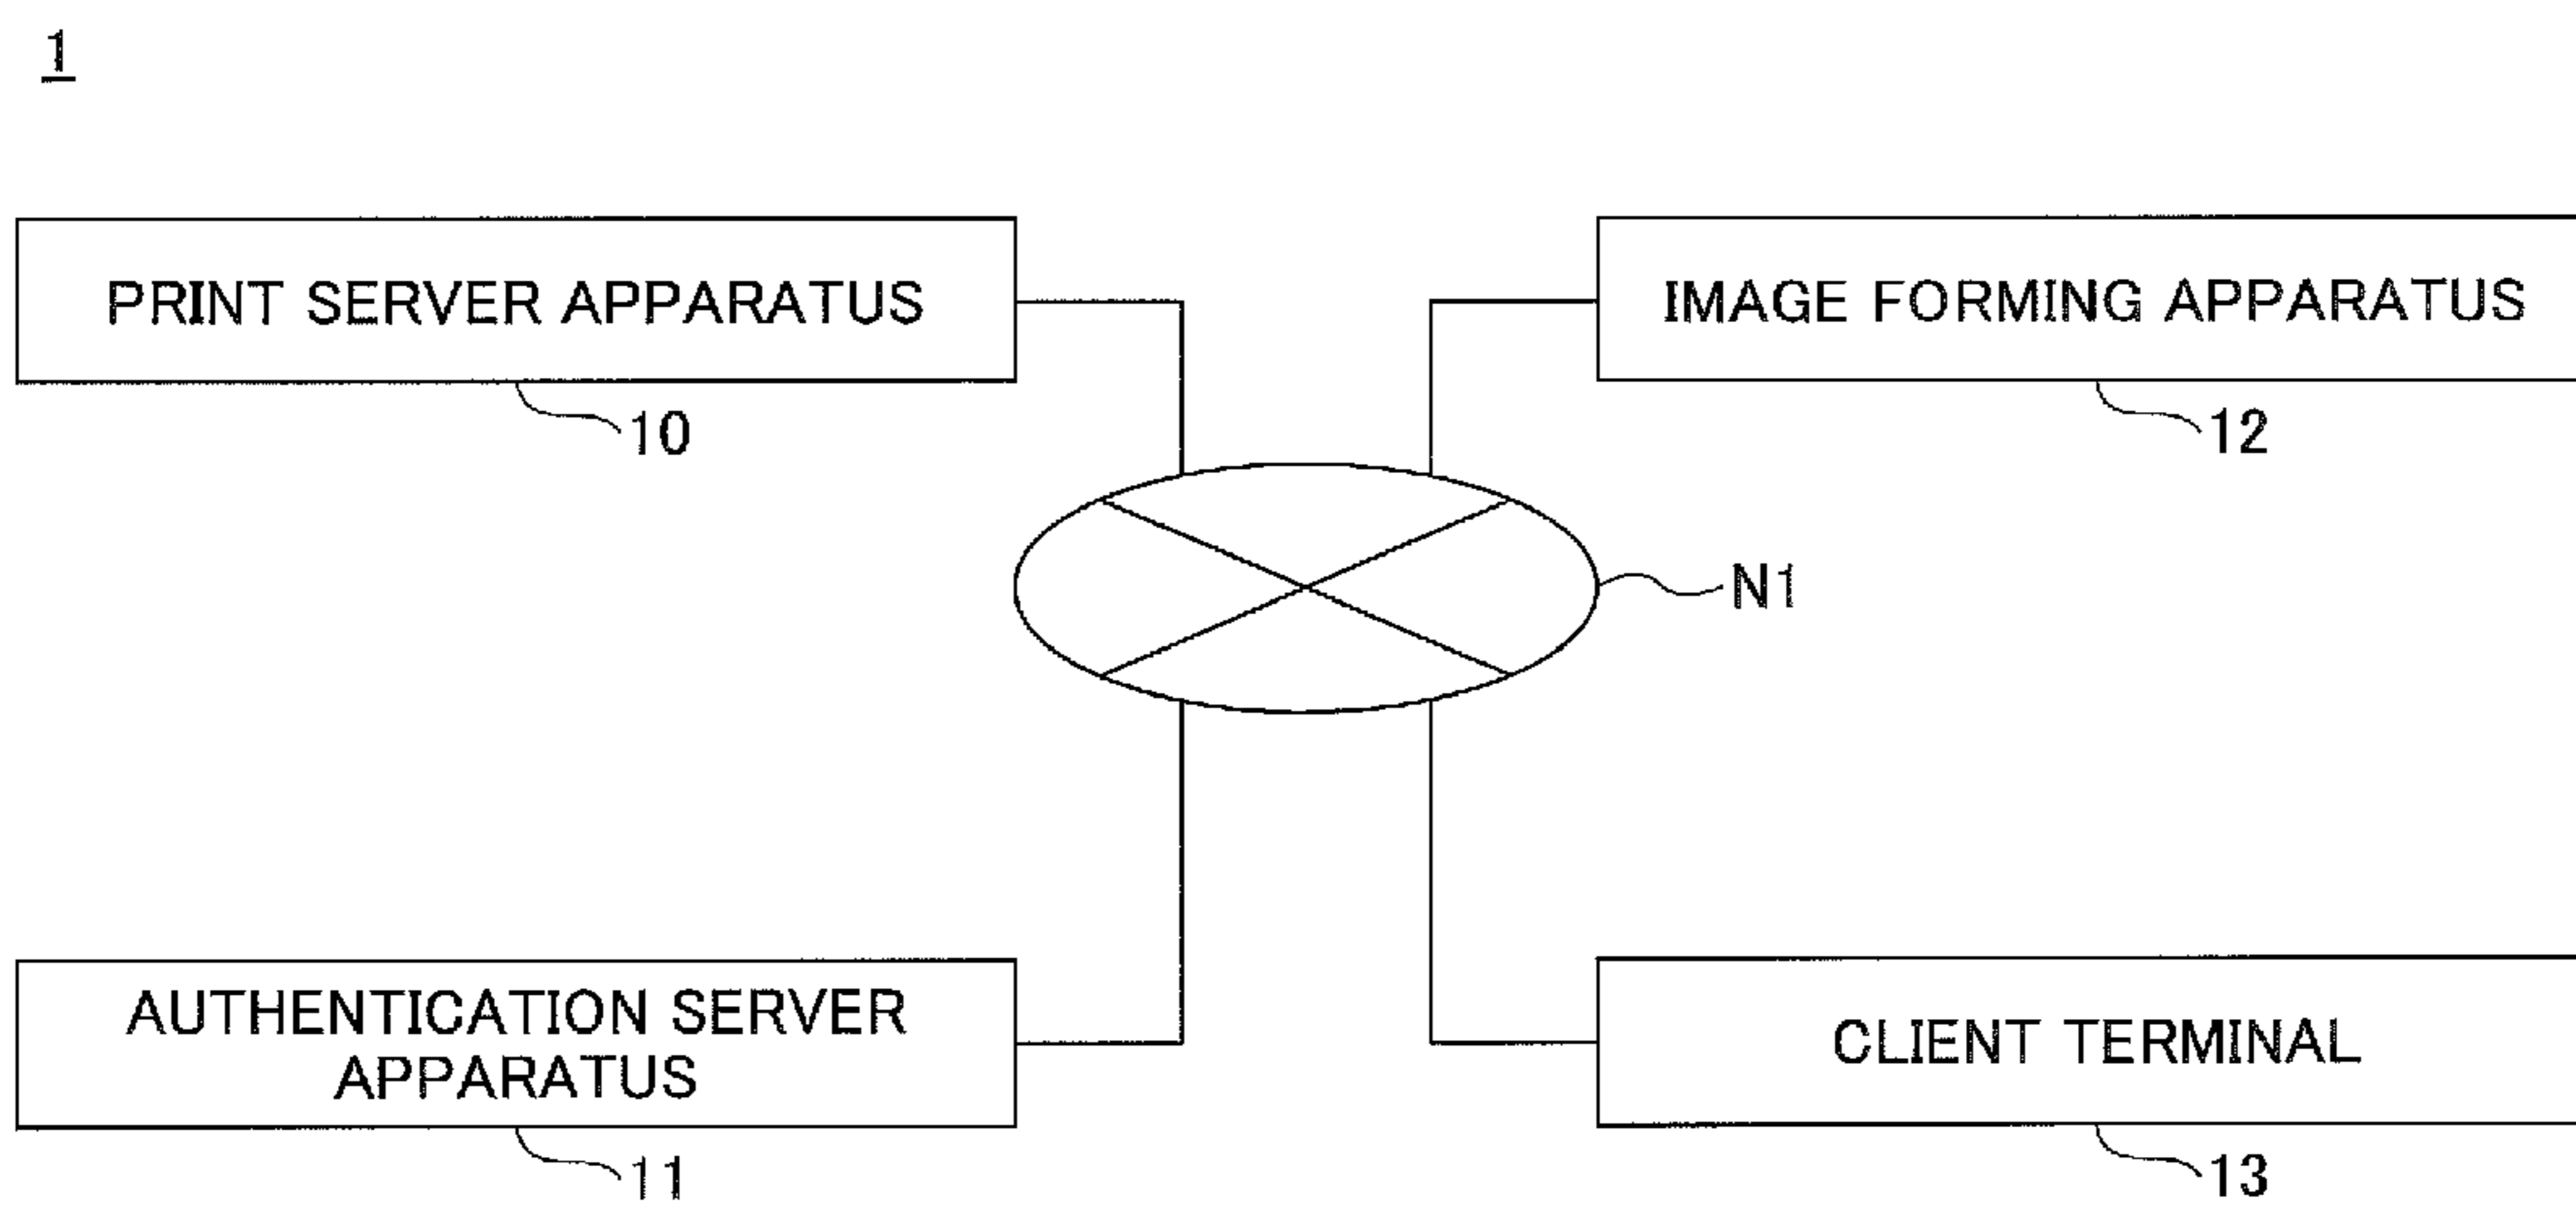 1
PRINT SERVER APPARATUS
IMAGE FORMING APPARATUS
10
12
N1
AUTHENTICATION SERVER
APPARATUS
CLIENT TERMINAL
11
13